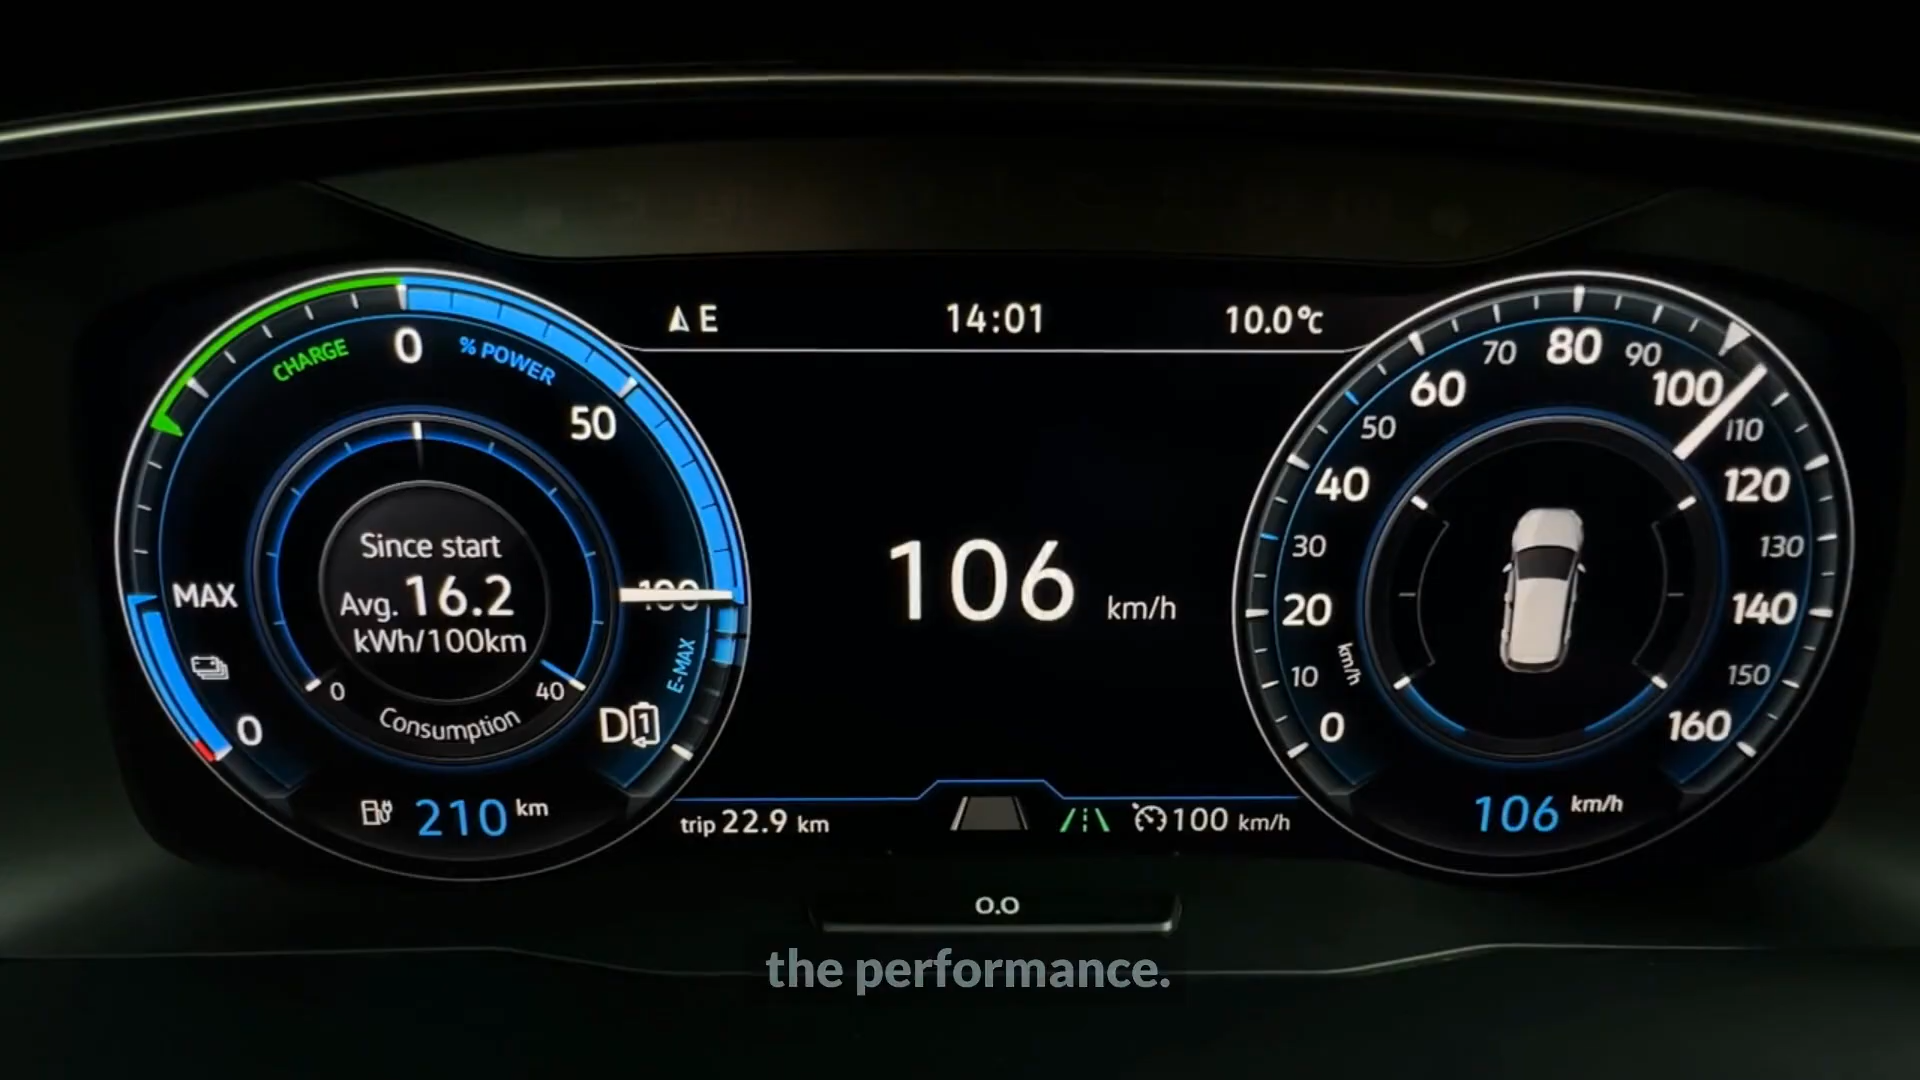 E 14:01 10.0°C
CHARGE 0 % POWER
50
100
E-MAX
MAX
0
Since start
Avg. 16.2
kWh/100km
0 40
Consumption
D 1
210 km
106 km/h
trip 22.9 km
100 km/h
0
10
20
30
40
50
60
70
80
90
100
110
120
130
140
150
160
km/h
106 km/h
0.0
the performance.